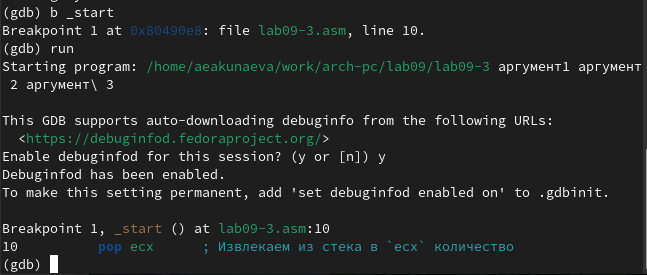 (gdb) b _start
Breakpoint 1 at 0x80490e8: file lab09-3.asm, line 10.
(gdb) run
Starting program: /home/aeakunaeva/work/arch-pc/lab09/lab09-3 аргумент1 аргумент
 2 аргумент\ 3
This GDB supports auto-downloading debuginfo from the following URLs:
  <https://debuginfod.fedoraproject.org/>
Enable debuginfod for this session? (y or [n]) y
Debuginfod has been enabled.
To make this setting permanent, add 'set debuginfod enabled on' to .gdbinit.
Breakpoint 1, _start () at lab09-3.asm:10
10          pop ecx      ; Извлекаем из стека в `ecx` количество
(gdb)